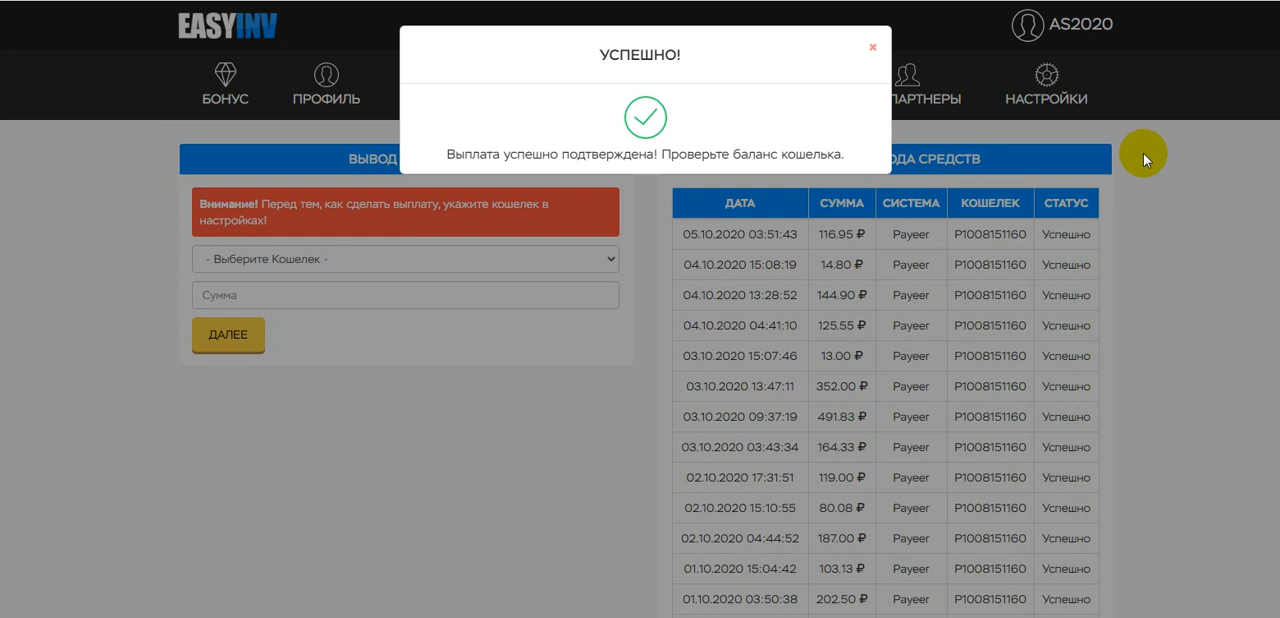 EASYINV
AS2020
УСПЕШНО!
×
БОНУС
ПРОФИЛЬ
ПАРТНЕРЫ
НАСТРОЙКИ
Выплата успешно подтверждена! Проверьте баланс кошелька.
ВЫВОД
ОДА СРЕДСТВ
Внимание! Перед тем, как сделать выплату, укажите кошелек в
настройках!
- Выберите Кошелек -
Сумма
ДАЛЕЕ
ДАТА СУММА СИСТЕМА КОШЕЛЕК СТАТУС
05.10.2020 03:51:43 116.95 ₽ Payeer P1008151160 Успешно
04.10.2020 15:08:19 14.80 ₽ Payeer P1008151160 Успешно
04.10.2020 13:28:52 144.90 ₽ Payeer P1008151160 Успешно
04.10.2020 04:41:10 125.55 ₽ Payeer P1008151160 Успешно
03.10.2020 15:07:46 13.00 ₽ Payeer P1008151160 Успешно
03.10.2020 13:47:11 352.00 ₽ Payeer P1008151160 Успешно
03.10.2020 09:37:19 491.83 ₽ Payeer P1008151160 Успешно
03.10.2020 03:43:34 164.33 ₽ Payeer P1008151160 Успешно
02.10.2020 17:31:51 119.00 ₽ Payeer P1008151160 Успешно
02.10.2020 15:10:55 80.08 ₽ Payeer P1008151160 Успешно
02.10.2020 04:44:52 187.00 ₽ Payeer P1008151160 Успешно
01.10.2020 15:04:42 103.13 ₽ Payeer P1008151160 Успешно
01.10.2020 03:50:38 202.50 ₽ Payeer P1008151160 Успешно